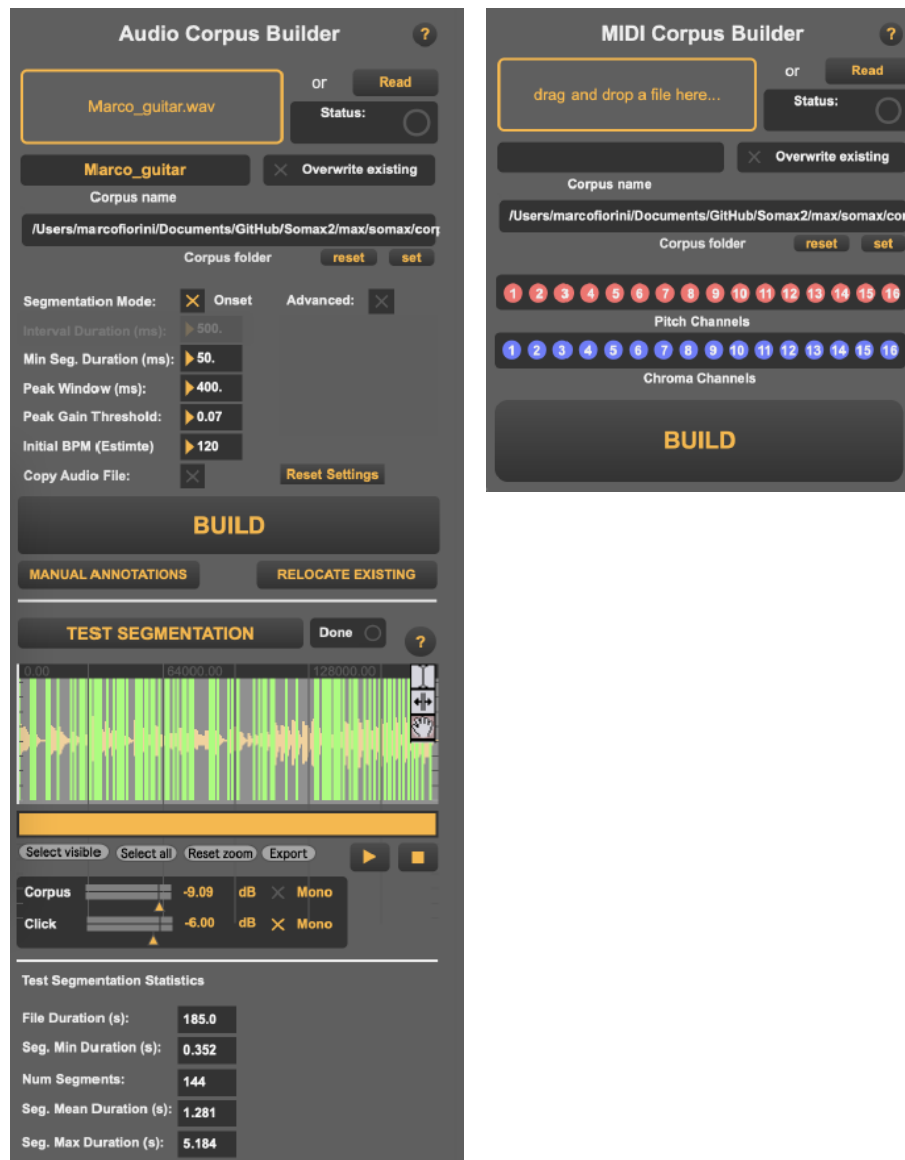 Audio Corpus Builder
?
Marco_guitar.wav
or
Read
Status:
Marco_guitar
Overwrite existing
Corpus name
/Users/marcofiorini/Documents/GitHub/Somax2/max/somax/corp
Corpus folder
reset
set
Segmentation Mode:
Onset
Advanced:
Interval Duration (ms):
500.
Min Seg. Duration (ms):
50.
Peak Window (ms):
400.
Peak Gain Threshold:
0.07
Initial BPM (Estimte)
120
Copy Audio File:
Reset Settings
BUILD
MANUAL ANNOTATIONS
RELOCATE EXISTING
TEST SEGMENTATION
Done
?
0.00
64000.00
128000.00
Select visible
Select all
Reset zoom
Export
Corpus
-9.09
dB
Mono
Click
-6.00
dB
Mono
Test Segmentation Statistics
File Duration (s):
185.0
Seg. Min Duration (s):
0.352
Num Segments:
144
Seg. Mean Duration (s):
1.281
Seg. Max Duration (s):
5.184
MIDI Corpus Builder
?
drag and drop a file here...
or
Read
Status:
Overwrite existing
Corpus name
/Users/marcofiorini/Documents/GitHub/Somax2/max/somax/cor
Corpus folder
reset
set
1 2 3 4 5 6 7 8 9 10 11 12 13 14 15 16
Pitch Channels
1 2 3 4 5 6 7 8 9 10 11 12 13 14 15 16
Chroma Channels
BUILD